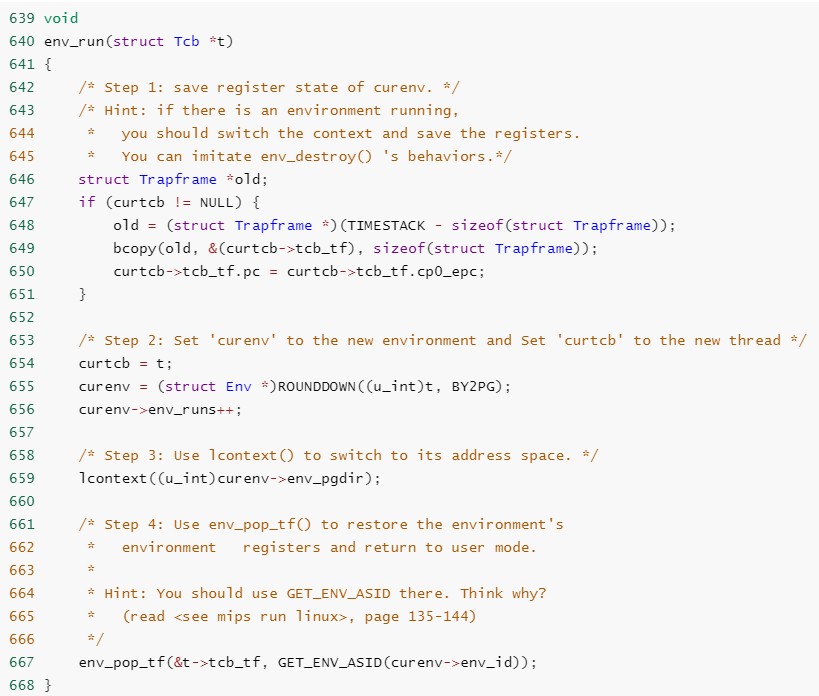 639 void
640 env_run(struct Tcb *t)
641 {
642     /* Step 1: save register state of curenv. */
643     /* Hint: if there is an environment running,
644      *   you should switch the context and save the registers.
645      *   You can imitate env_destroy() 's behaviors.*/
646     struct Trapframe *old;
647     if (curtcb != NULL) {
648         old = (struct Trapframe *)(TIMESTACK - sizeof(struct Trapframe));
649         bcopy(old, &(curtcb->tcb_tf), sizeof(struct Trapframe));
650         curtcb->tcb_tf.pc = curtcb->tcb_tf.cp0_epc;
651     }
652
653     /* Step 2: Set 'curenv' to the new environment and Set 'curtcb' to the new thread */
654     curtcb = t;
655     curenv = (struct Env *)ROUNDDOWN((u_int)t, BY2PG);
656     curenv->env_runs++;
657
658     /* Step 3: Use lcontext() to switch to its address space. */
659     lcontext((u_int)curenv->env_pgdir);
660
661     /* Step 4: Use env_pop_tf() to restore the environment's
662      *   environment   registers and return to user mode.
663      *
664      * Hint: You should use GET_ENV_ASID there. Think why?
665      *   (read <see mips run linux>, page 135-144)
666      */
667     env_pop_tf(&t->tcb_tf, GET_ENV_ASID(curenv->env_id));
668 }